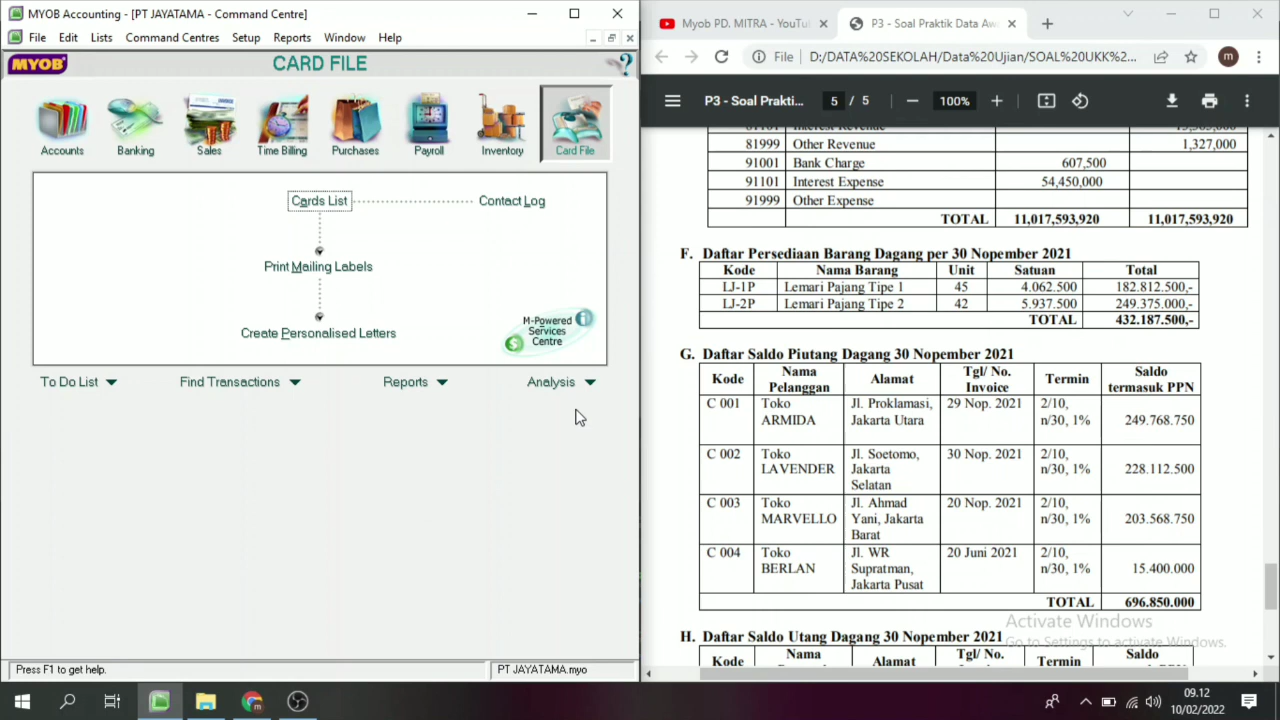 MYOB Accounting - [PT JAYATAMA - Command Centre]
File Edit Lists Command Centres Setup Reports Window Help
MYOB
CARD FILE
Accounts Banking Sales Time Billing Purchases Payroll Inventory Card File
Cards List Contact Log
Print Mailing Labels
Create Personalised Letters
M-Powered
Services
Centre
To Do List Find Transactions Reports Analysis
Press F1 to get help. PT JAYATAMA.myo
Myob PD. MITRA - YouTu
P3 - Soal Praktik Data Aw
File D:/DATA%20SEKOLAH/Data%20Ujian/SOAL%20UKK%2...
m
P3 - Soal Prakti... 5 / 5 100%
81101 Interest Revenue
81999 Other Revenue 1,327,000
91001 Bank Charge 607,500
91101 Interest Expense 54,450,000
91999 Other Expense
TOTAL 11,017,593,920 11,017,593,920
F. Daftar Persediaan Barang Dagang per 30 Nopember 2021
Kode Nama Barang Unit Satuan Total
LJ-1P Lemari Pajang Tipe 1 45 4.062.500 182.812.500,-
LJ-2P Lemari Pajang Tipe 2 42 5.937.500 249.375.000,-
TOTAL 432.187.500,-
G. Daftar Saldo Piutang Dagang 30 Nopember 2021
Kode Nama Pelanggan Alamat Tgl/ No. Invoice Termin Saldo termasuk PPN
C 001 Toko ARMIDA Jl. Proklamasi, Jakarta Utara 29 Nop. 2021 2/10, n/30, 1% 249.768.750
C 002 Toko LAVENDER Jl. Soetomo, Jakarta Selatan 30 Nop. 2021 2/10, n/30, 1% 228.112.500
C 003 Toko MARVELLO Jl. Ahmad Yani, Jakarta Barat 20 Nop. 2021 2/10, n/30, 1% 203.568.750
C 004 Toko BERLAN Jl. WR Supratman, Jakarta Pusat 20 Juni 2021 2/10, n/30, 1% 15.400.000
TOTAL 696.850.000
Activate Windows
Go to Settings to activate Windows.
H. Daftar Saldo Utang Dagang 30 Nopember 2021
Nama Tgl/ No. Saldo
Kode Alamat Termin
09.12
10/02/2022